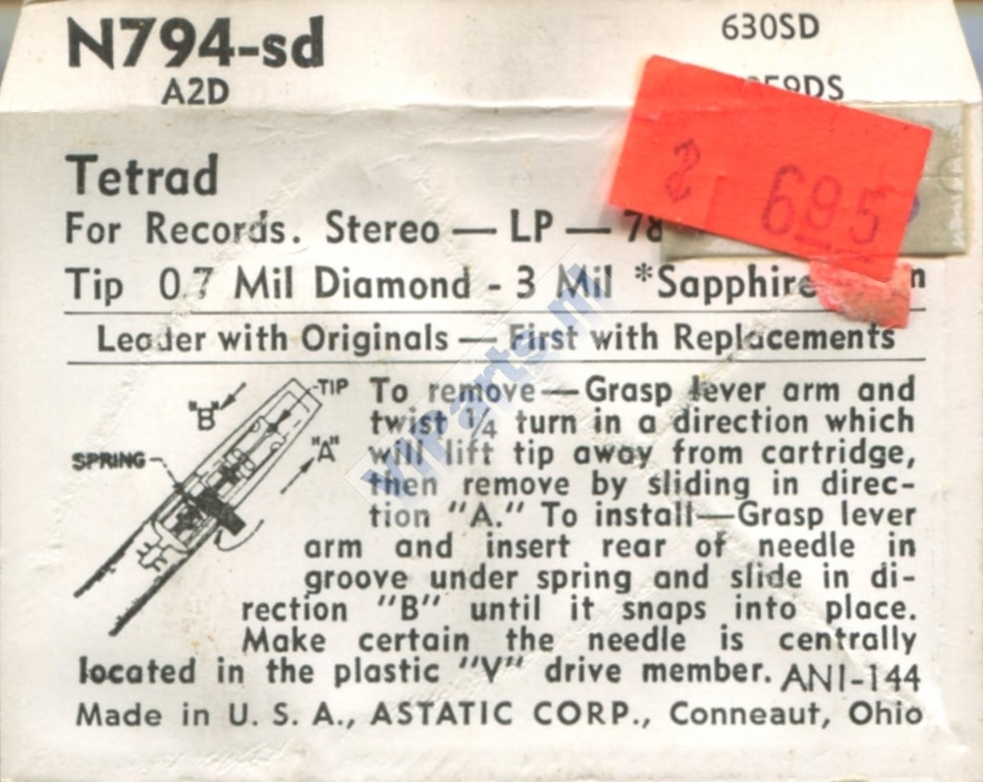 N794-sd 630SD
A2D
Tetrad
For Records. Stereo — LP —
Tip 0.7 Mil Diamond - 3 Mil *Sapphire
Leader with Originals — First with Replacements
"B"
TIP
"A"
SPRING
To remove—Grasp lever arm and
twist ¼ turn in a direction which
will lift tip away from cartridge,
then remove by sliding in direc-
tion "A." To install—Grasp lever
arm and insert rear of needle in
groove under spring and slide in di-
rection "B" until it snaps into place.
Make certain the needle is centrally
located in the plastic "V" drive member. ANI-144
Made in U. S. A., ASTATIC CORP., Conneaut, Ohio
695
VIParts.nl